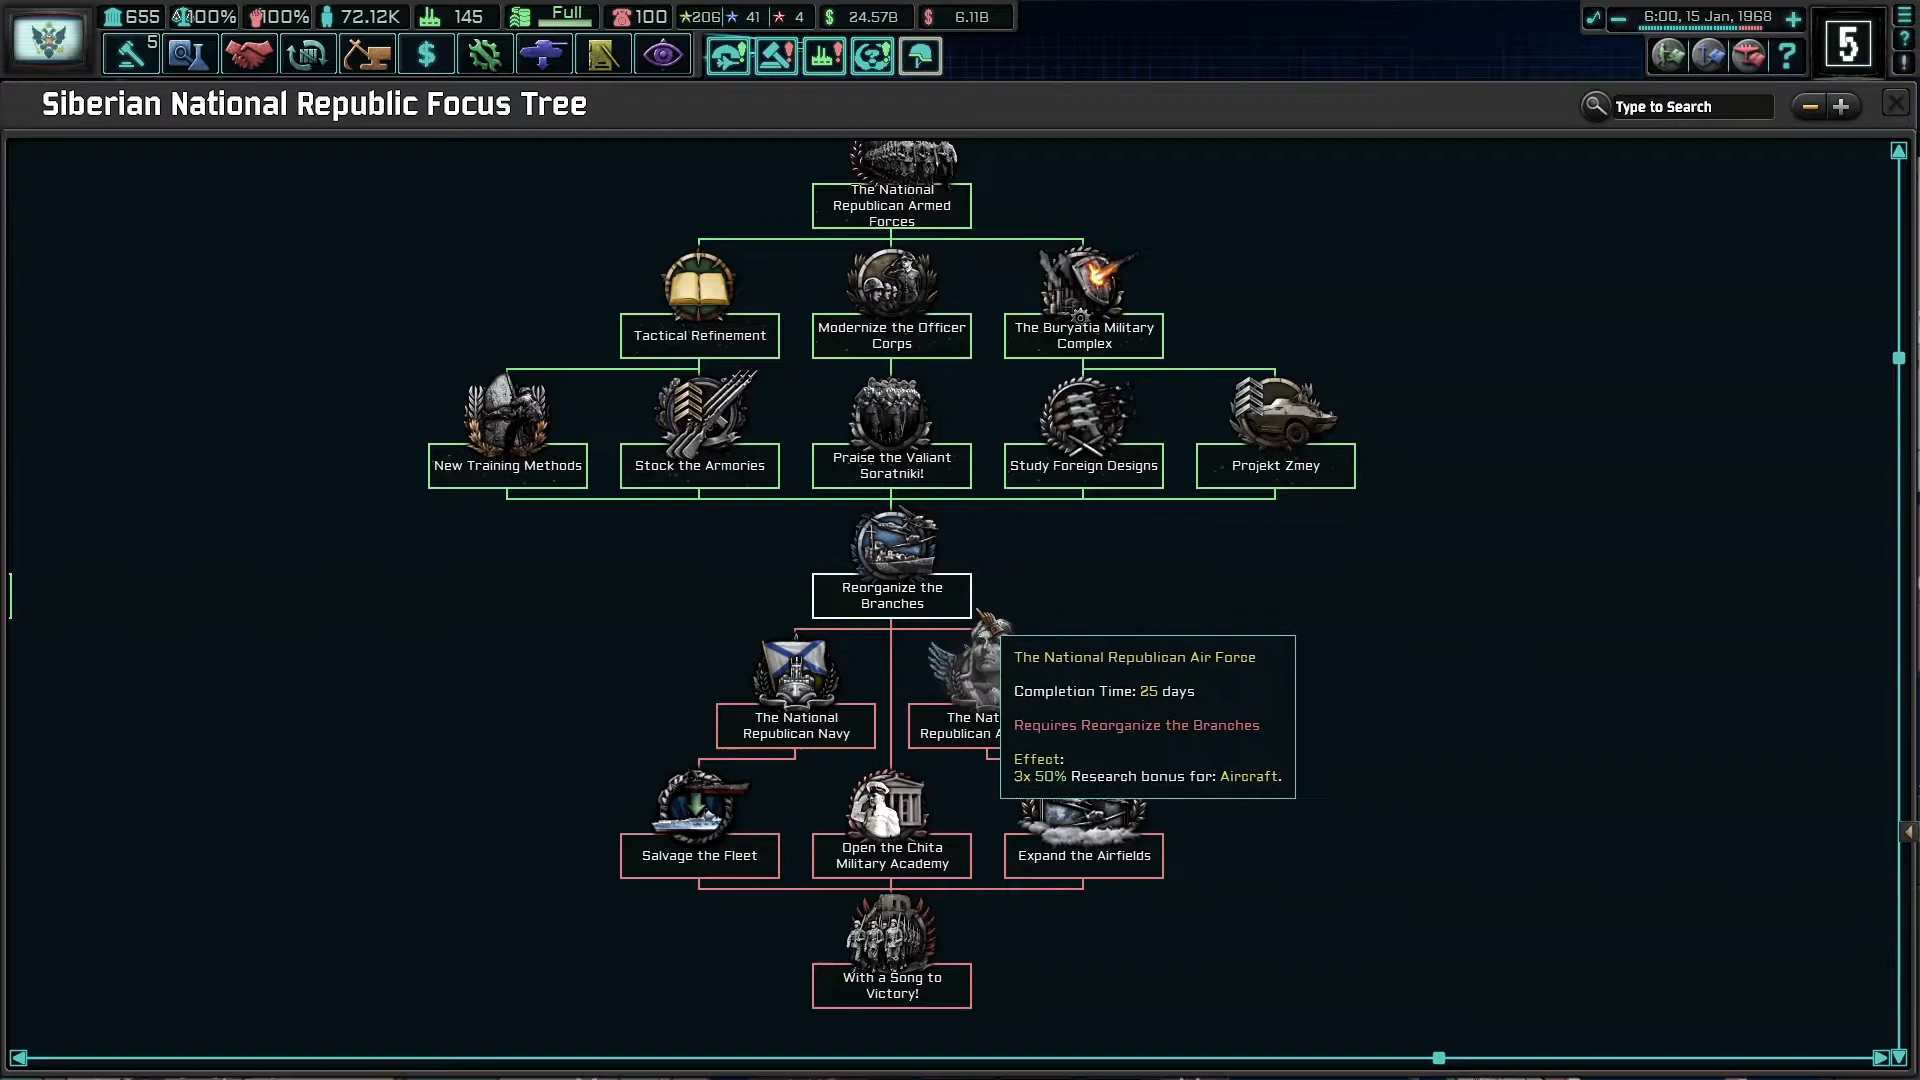 655
100%
100%
72.12K
145
Full
100
206
41
4
$ 24.57B
$ 6.11B
6:00, 15 Jan, 1968
5
5
Siberian National Republic Focus Tree
Type to Search
The National
Republican Armed
Forces
Tactical Refinement
Modernize the Officer
Corps
The Buryatia Military
Complex
New Training Methods
Stock the Armories
Praise the Valiant
Soratniki!
Study Foreign Designs
Projekt Zmey
Reorganize the
Branches
The National
Republican Navy
The Nat
Republican A
The National Republican Air Force
Completion Time: 25 days
Requires Reorganize the Branches
Effect:
3x 50% Research bonus for: Aircraft.
Salvage the Fleet
Open the Chita
Military Academy
Expand the Airfields
With a Song to
Victory!